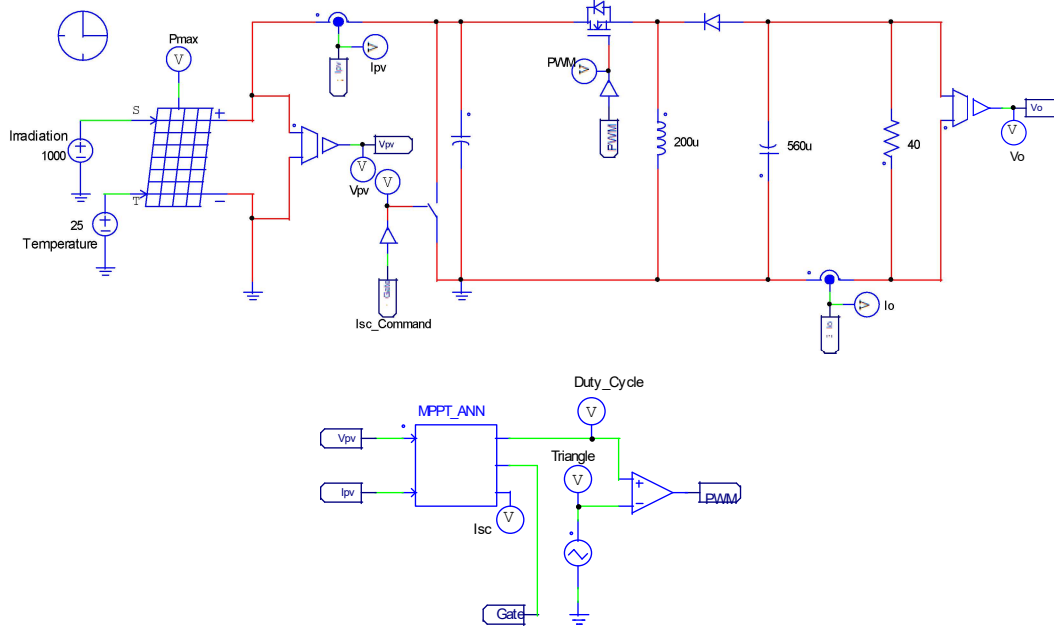 Pmax
V
S
+
Irradiation
1000
T
−
25
Temperature
V
Ipv
Ipv
Vpv
V
Vpv
V
Gate
Isc_Command
PWM
V
PWM
200u
560u
40
Vo
V
Vo
V
Io
Io
Duty_Cycle
V
MPPT_ANN
Vpv
Ipv
Triangle
V
+
−
PWM
Isc
V
Gate